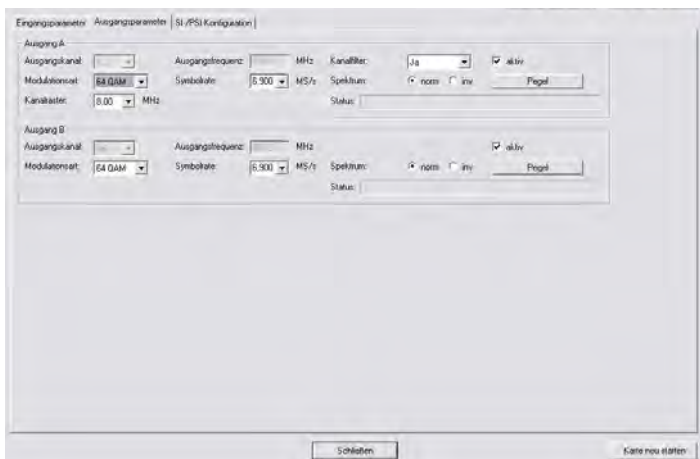 Eingangsparameter Ausgangsparameter SI-/PSI Konfiguration
Ausgang A
Ausgangskanal: Ausgangsfrequenz: MHz Kanalfilter: Ja aktiv
Modulationsart: 64 QAM Symbolrate: 6.900 MS/s Spektrum: norm inv Pegel
Kanalraster: 8.00 MHz Status:
Ausgang B
Ausgangskanal: Ausgangsfrequenz: MHz aktiv
Modulationsart: 64 QAM Symbolrate: 6.900 MS/s Spektrum: norm inv Pegel
Status:
Schließen Karte neu starten